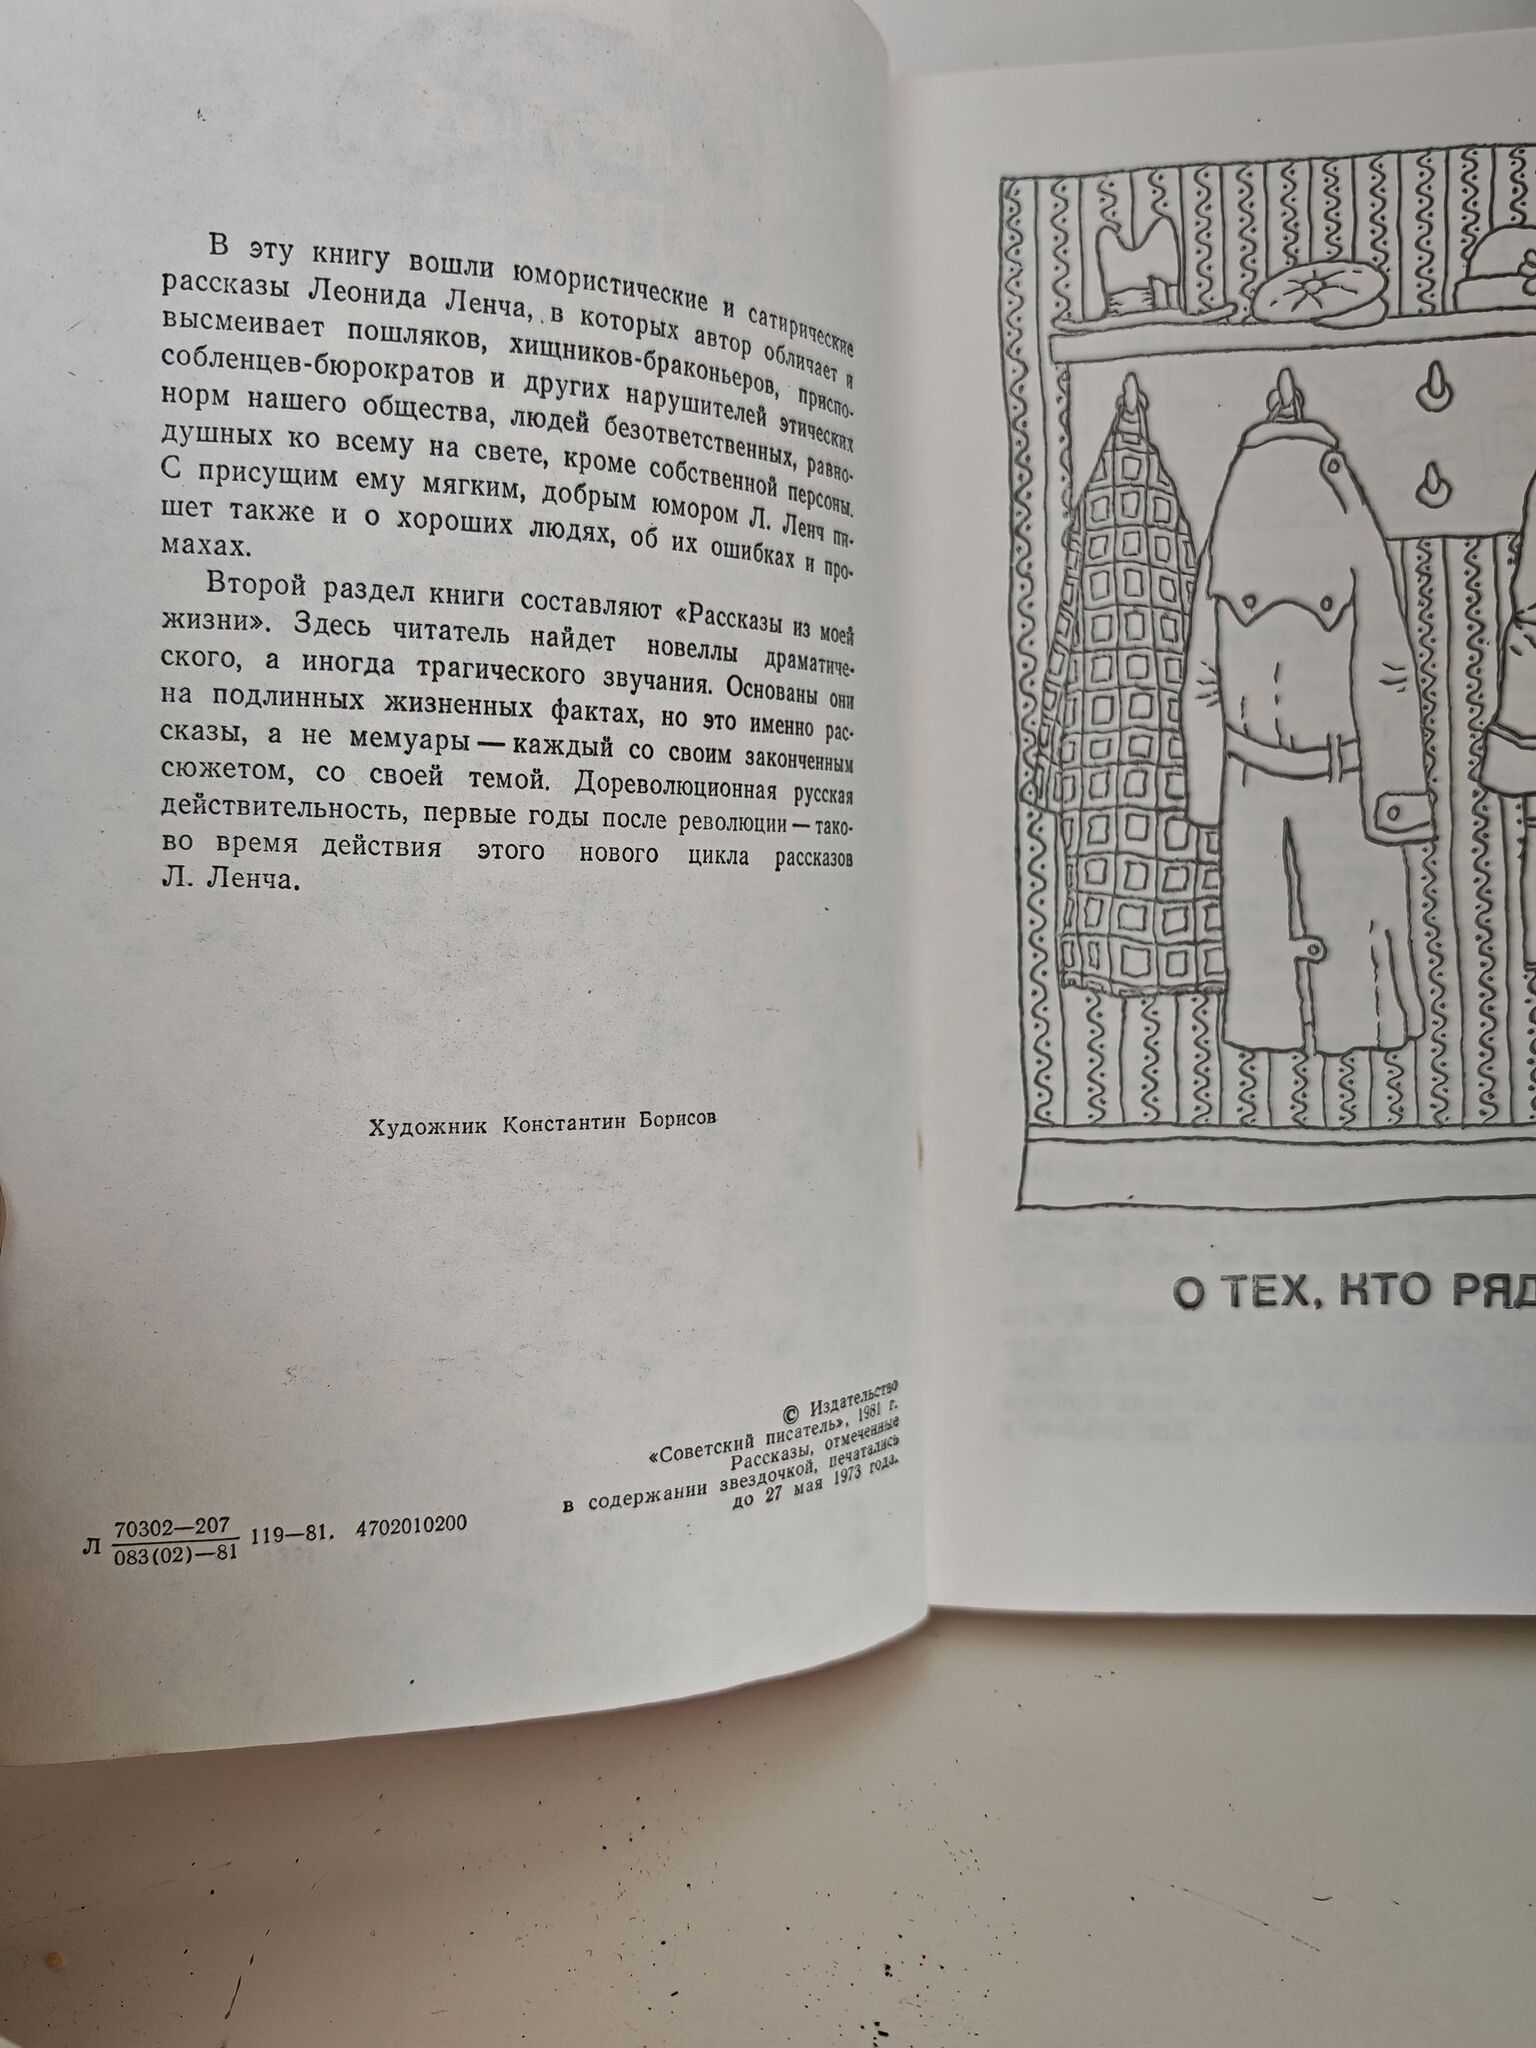 В эту книгу вошли юмористические и сатирические
рассказы Леонида Ленча, в которых автор обличает и
высмеивает пошляков, хищников-браконьеров, приспо-
собленцев-бюрократов и других нарушителей этических
норм нашего общества, людей безответственных, равно-
душных ко всему на свете, кроме собственной персоны.
С присущим ему мягким, добрым юмором Л. Ленч пи-
шет также и о хороших людях, об их ошибках и про-
махах.
Второй раздел книги составляют «Рассказы из моей
жизни». Здесь читатель найдет новеллы драматиче-
ского, а иногда трагического звучания. Основаны они
на подлинных жизненных фактах, но это именно рас-
сказы, а не мемуары — каждый со своим законченным
сюжетом, со своей темой. Дореволюционная русская
действительность, первые годы после революции — тако-
во время действия этого нового цикла рассказов
Л. Ленча.
Художник Константин Борисов
© Издательство
«Советский писатель», 1981 г.
Рассказы, отмеченные
в содержании звездочкой, печатались
до 27 мая 1973 года.
Л 70302—207
083(02)—81 119—81. 4702010200
О ТЕХ, КТО РЯД